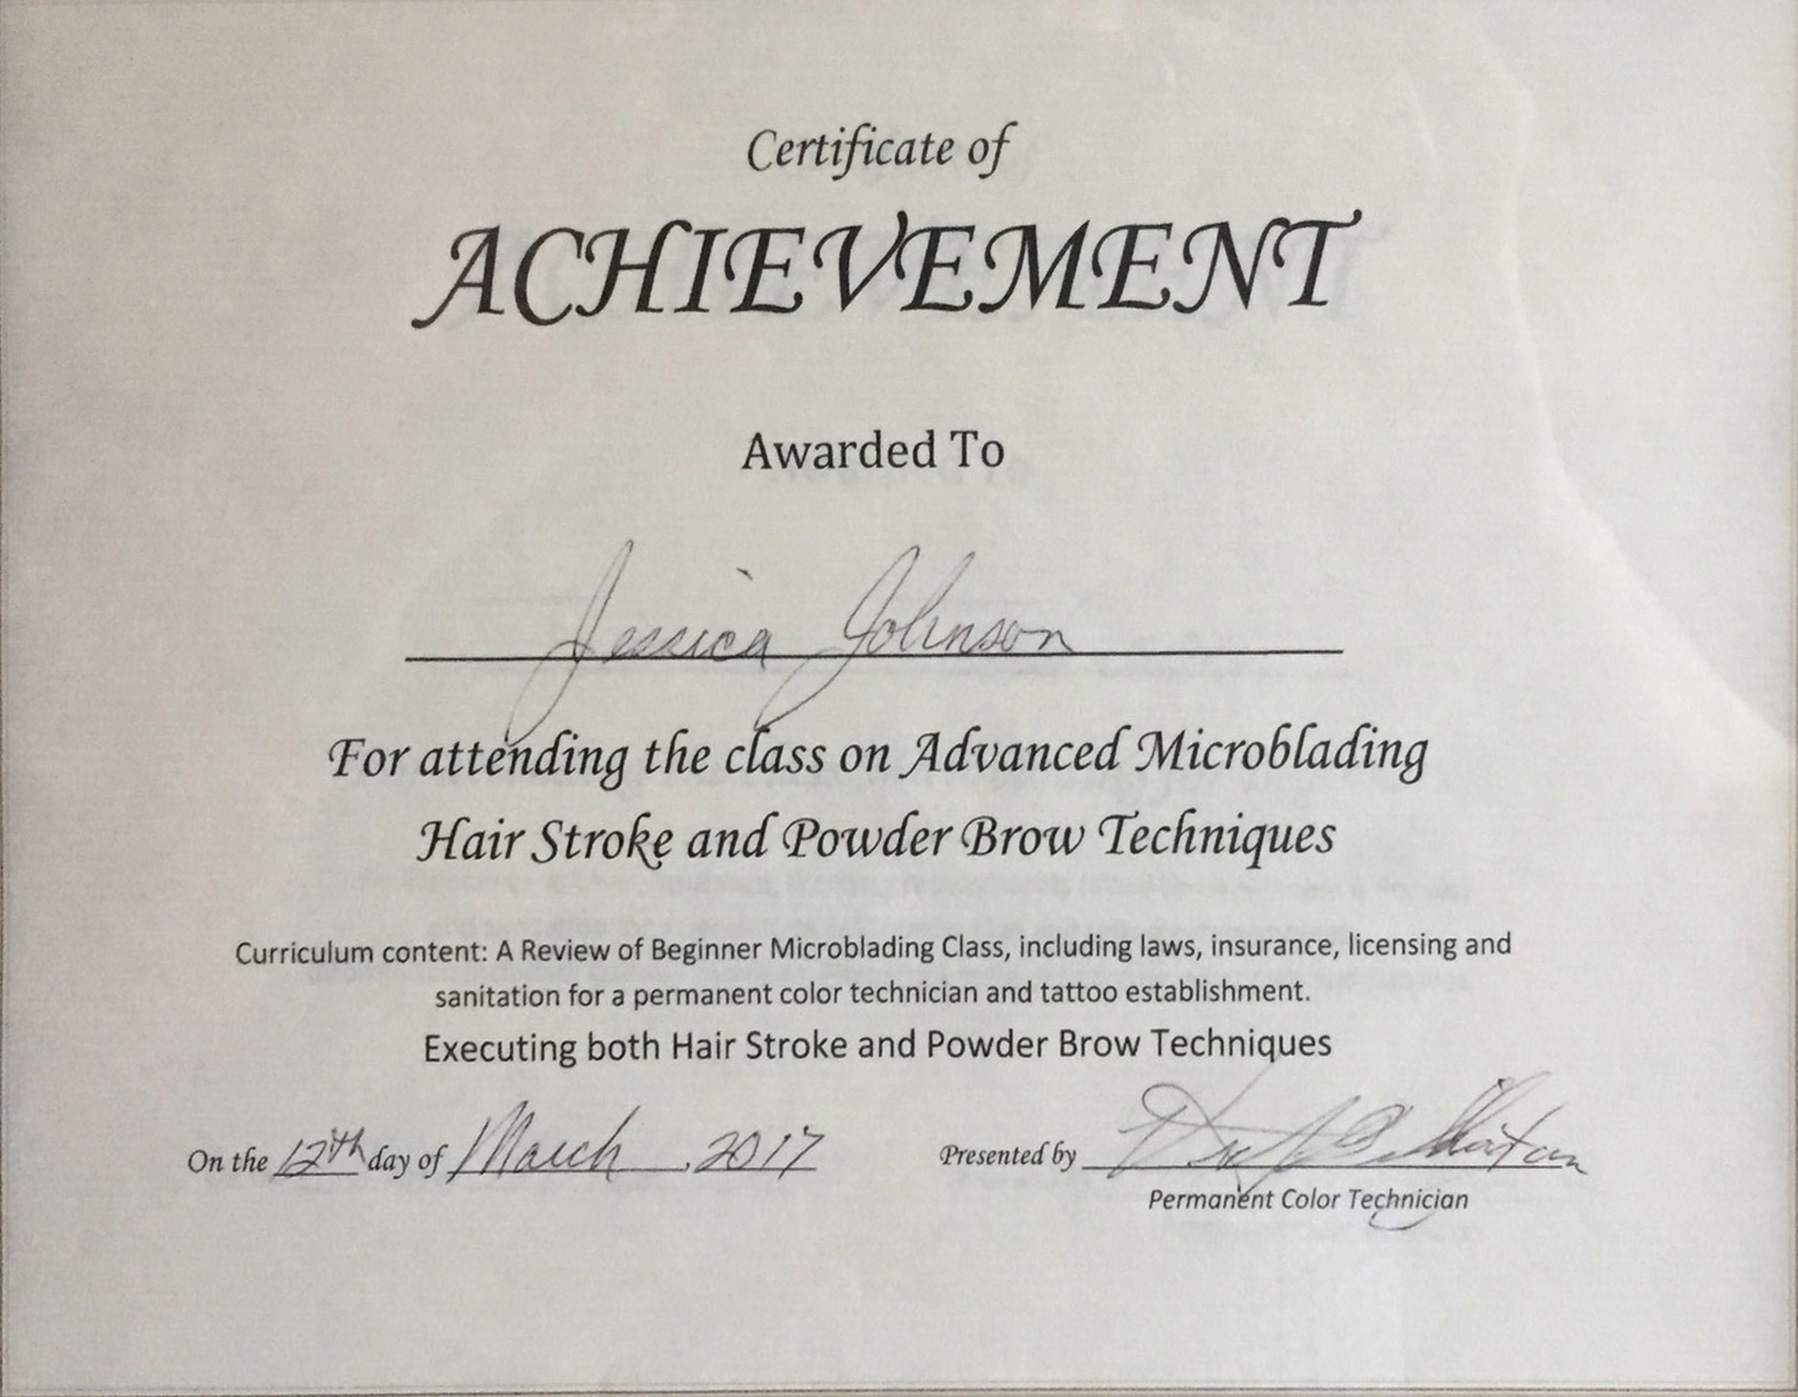 Certificate of
ACHIEVEMENT
Awarded To
Jessica Johnson
For attending the class on Advanced Microblading
Hair Stroke and Powder Brow Techniques
Curriculum content: A Review of Beginner Microblading Class, including laws, insurance, licensing and
sanitation for a permanent color technician and tattoo establishment.
Executing both Hair Stroke and Powder Brow Techniques
On the 12th day of March, 2017 Presented by
Permanent Color Technician